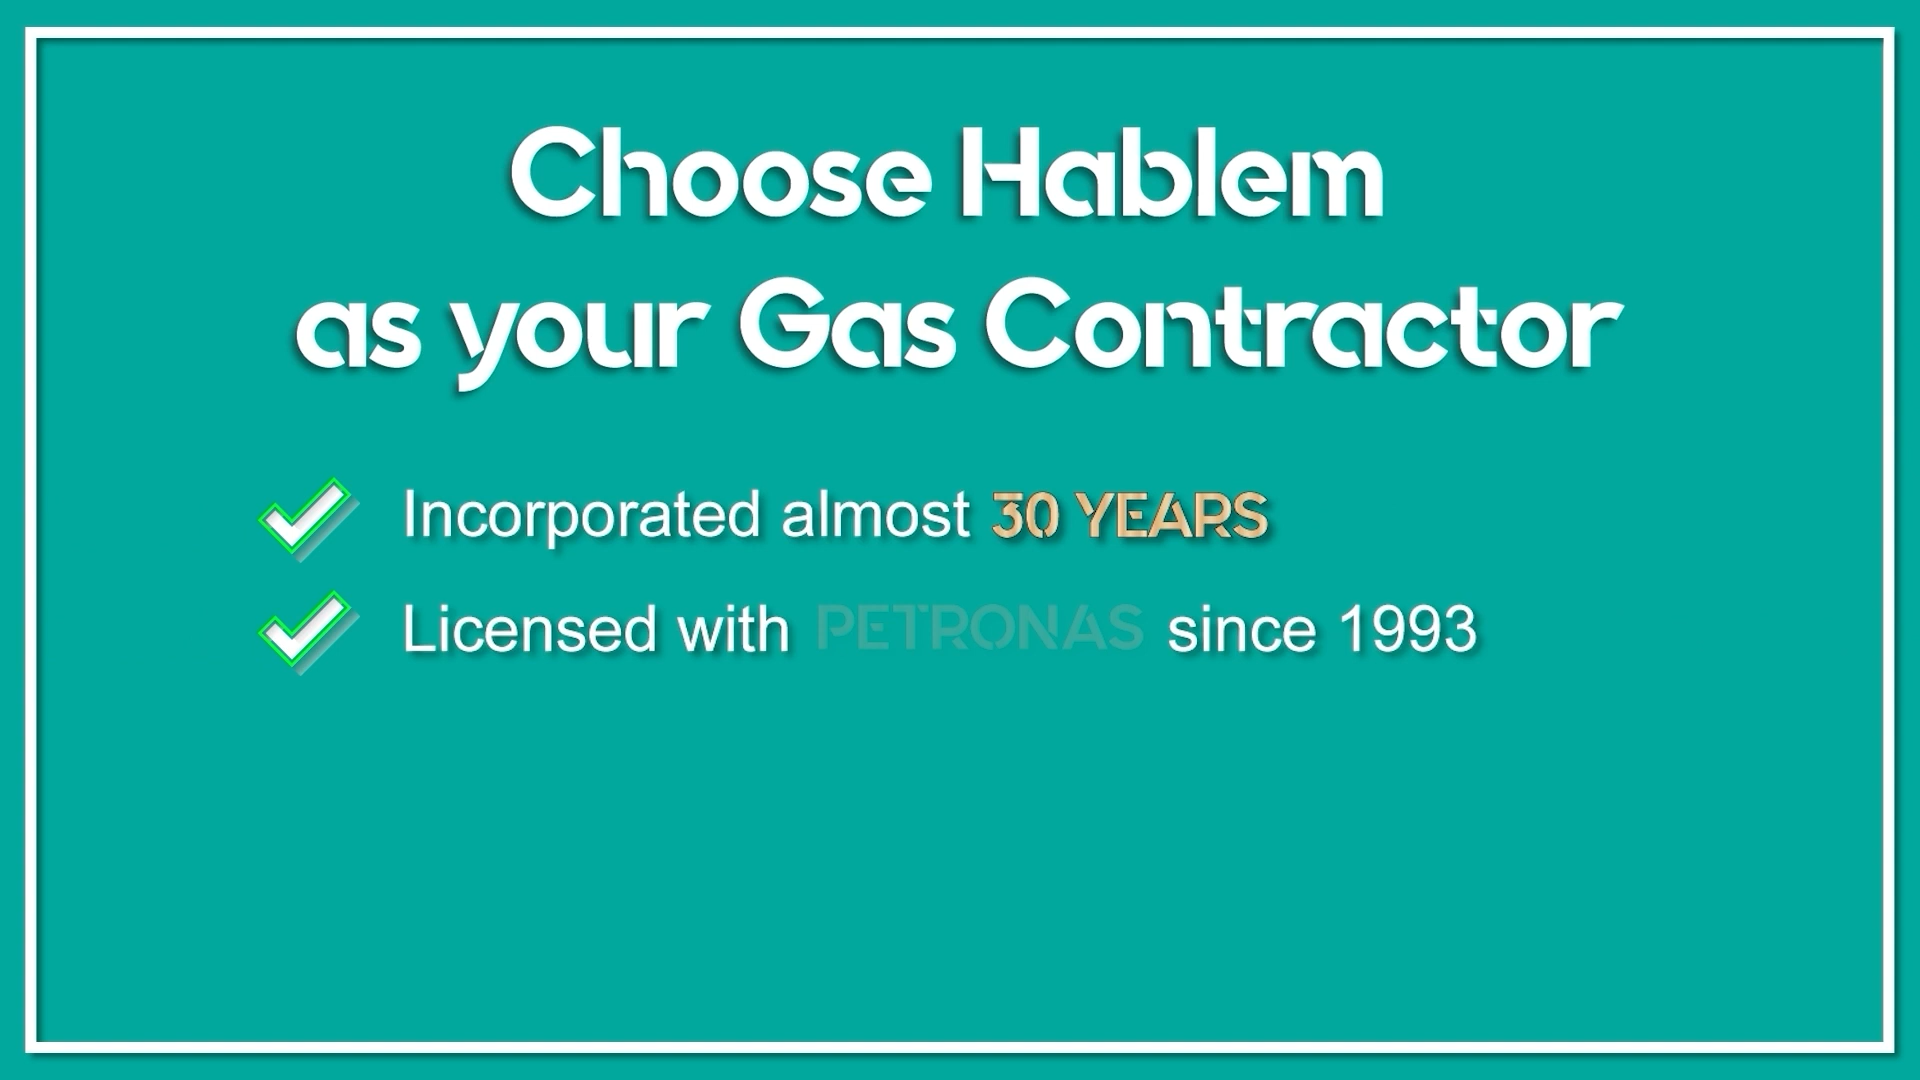 Choose Hablem
as your Gas Contractor
Incorporated almost 30 YEARS
Licensed with PETRONAS since 1993